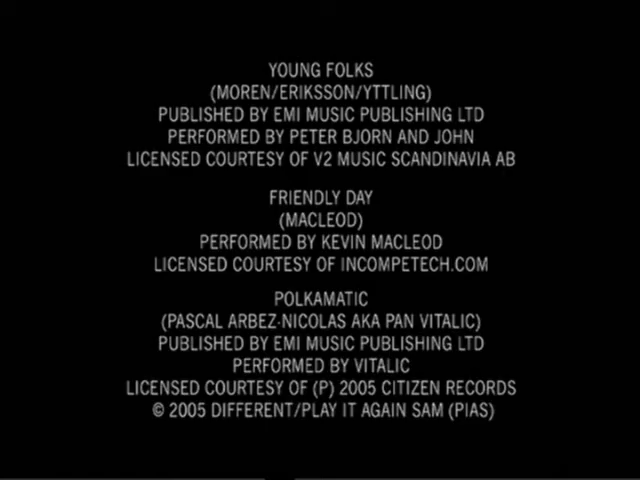 YOUNG FOLKS
(MOREN/ERIKSSON/YTTLING)
PUBLISHED BY EMI MUSIC PUBLISHING LTD
PERFORMED BY PETER BJORN AND JOHN
LICENSED COURTESY OF V2 MUSIC SCANDINAVIA AB
FRIENDLY DAY
(MACLEOD)
PERFORMED BY KEVIN MACLEOD
LICENSED COURTESY OF INCOMPETECH.COM
POLKAMATIC
(PASCAL ARBEZ-NICOLAS AKA PAN VITALIC)
PUBLISHED BY EMI MUSIC PUBLISHING LTD
PERFORMED BY VITALIC
LICENSED COURTESY OF (P) 2005 CITIZEN RECORDS
© 2005 DIFFERENT/PLAY IT AGAIN SAM (PIAS)